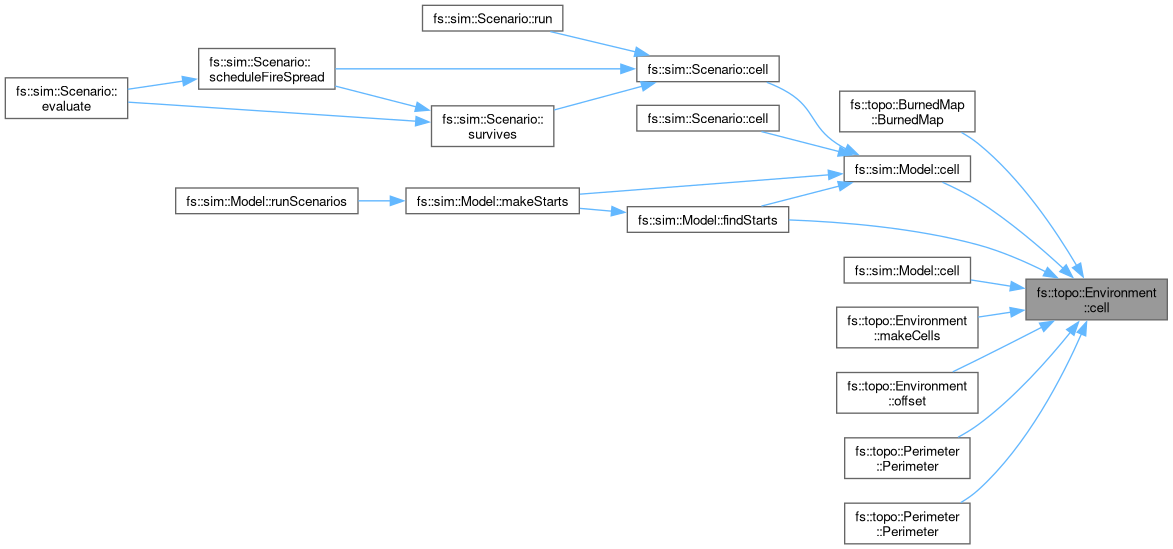 fs::sim::Scenario::run
fs::sim::Scenario::
scheduleFireSpread
fs::sim::Scenario::cell
fs::sim::Scenario::
evaluate
fs::topo::BurnedMap
::BurnedMap
fs::sim::Scenario::
survives
fs::sim::Scenario::cell
fs::sim::Model::cell
fs::sim::Model::runScenarios
fs::sim::Model::makeStarts
fs::sim::Model::findStarts
fs::sim::Model::cell
fs::topo::Environment
::cell
fs::topo::Environment
::makeCells
fs::topo::Environment
::offset
fs::topo::Perimeter
::Perimeter
fs::topo::Perimeter
::Perimeter